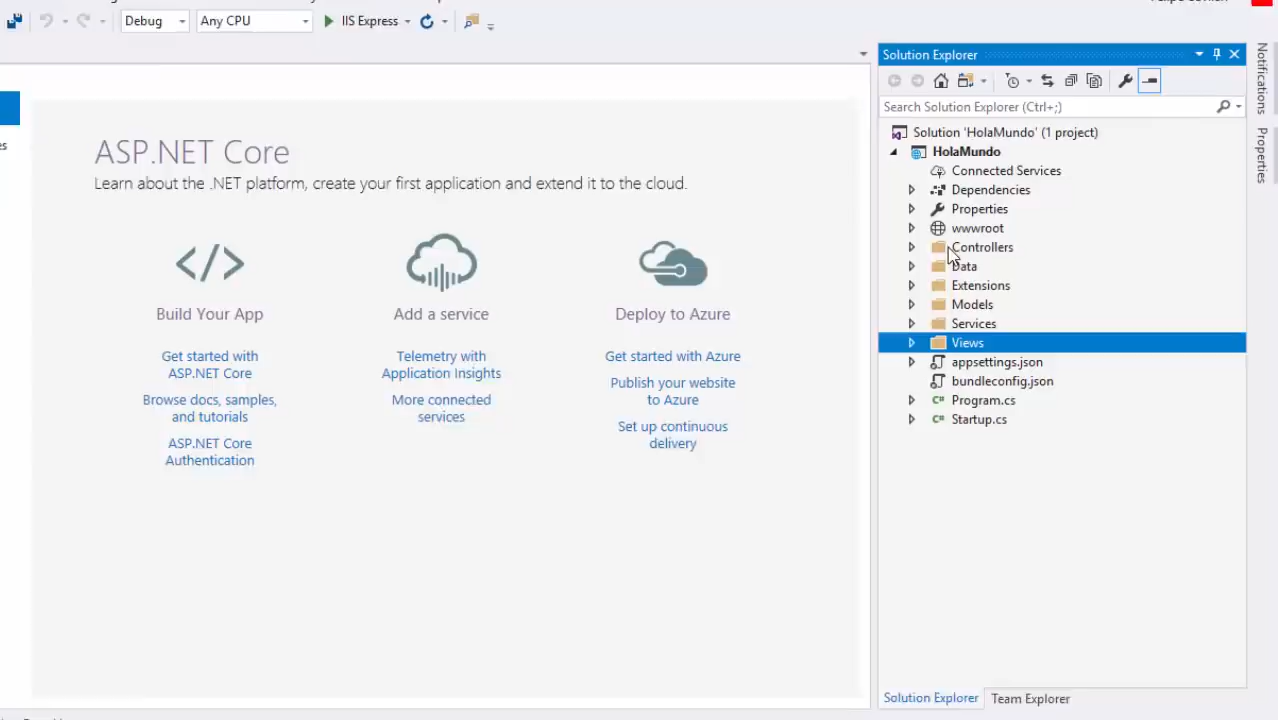 Debug
Any CPU
IIS Express
Solution Explorer
Search Solution Explorer (Ctrl+;)
Solution 'HolaMundo' (1 project)
HolaMundo
Connected Services
Dependencies
Properties
wwwroot
Controllers
Data
Extensions
Models
Services
Views
appsettings.json
bundleconfig.json
Program.cs
Startup.cs
Solution Explorer
Team Explorer
Notifications
Properties
ASP.NET Core
Learn about the .NET platform, create your first application and extend it to the cloud.
Build Your App
Get started with
ASP.NET Core
Browse docs, samples,
and tutorials
ASP.NET Core
Authentication
Add a service
Telemetry with
Application Insights
More connected
services
Deploy to Azure
Get started with Azure
Publish your website
to Azure
Set up continuous
delivery